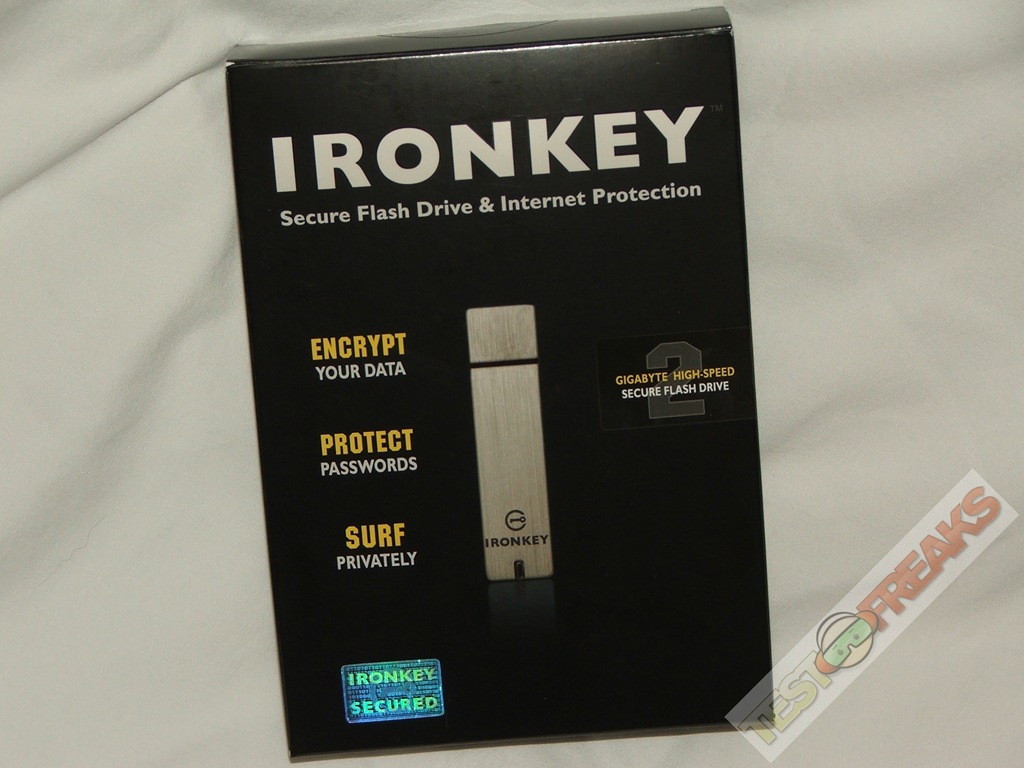 IRONKEY™
Secure Flash Drive & Internet Protection
ENCRYPT
YOUR DATA
2
GIGABYTE HIGH-SPEED
SECURE FLASH DRIVE
PROTECT
PASSWORDS
SURF
PRIVATELY
IRONKEY
IRONKEY
SECURED
TESTFREAKS